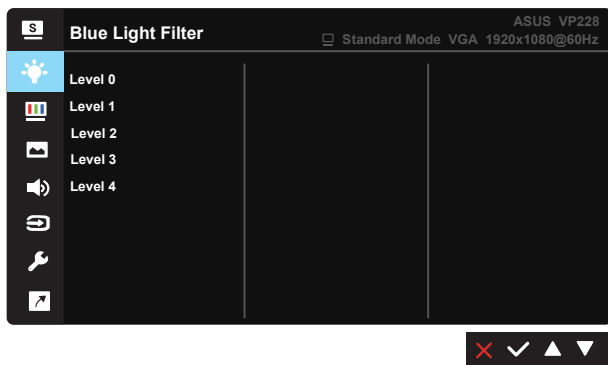 S
Blue Light Filter
ASUS VP228
Standard Mode VGA 1920x1080@60Hz
Level 0
Level 1
Level 2
Level 3
Level 4